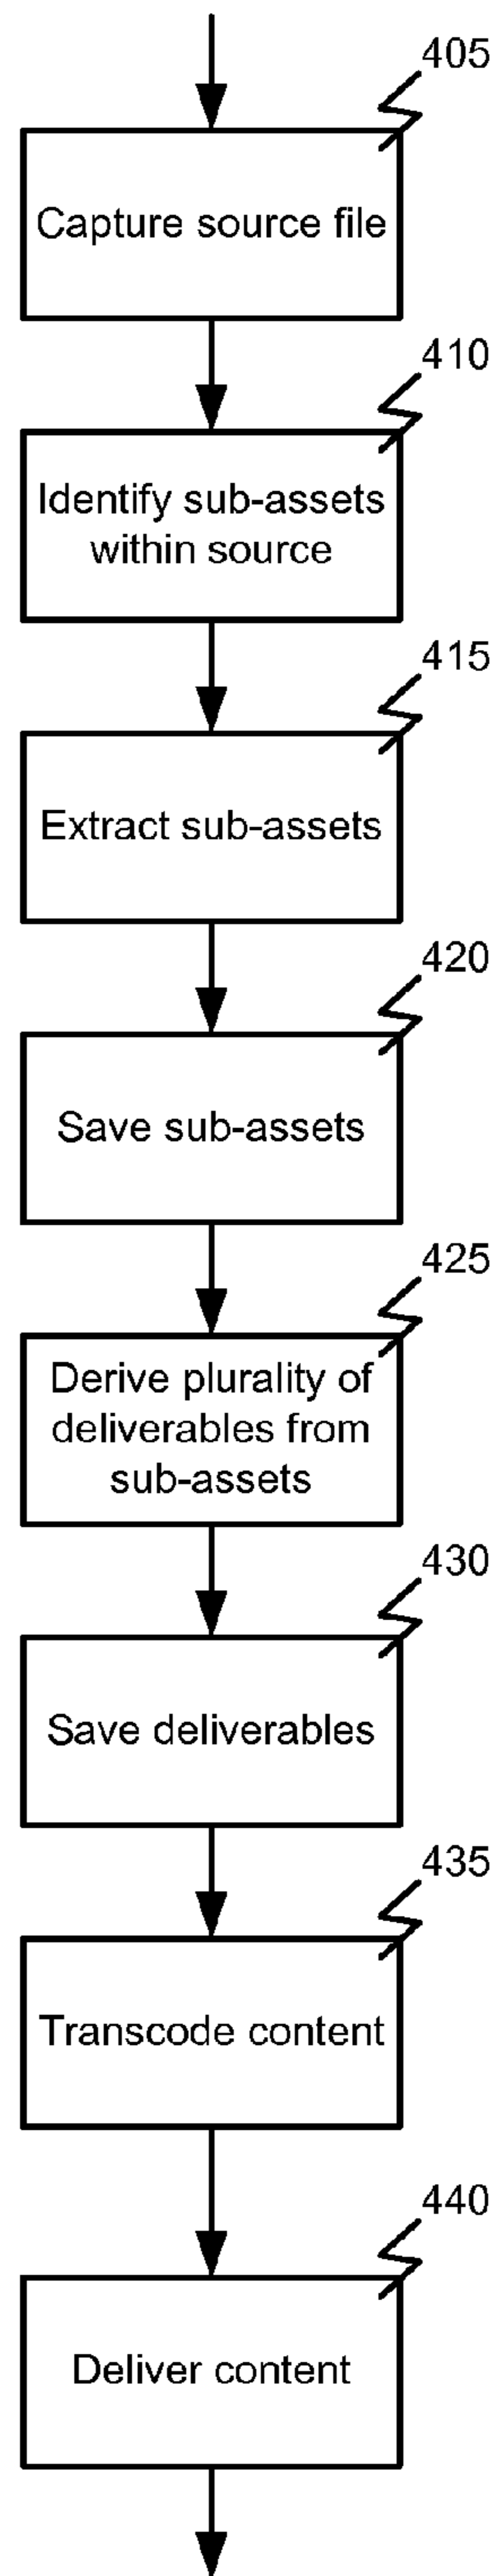 405
Capture source file
410
Identify sub-assets
within source
415
Extract sub-assets
420
Save sub-assets
425
Derive plurality of
deliverables from
sub-assets
430
Save deliverables
435
Transcode content
440
Deliver content